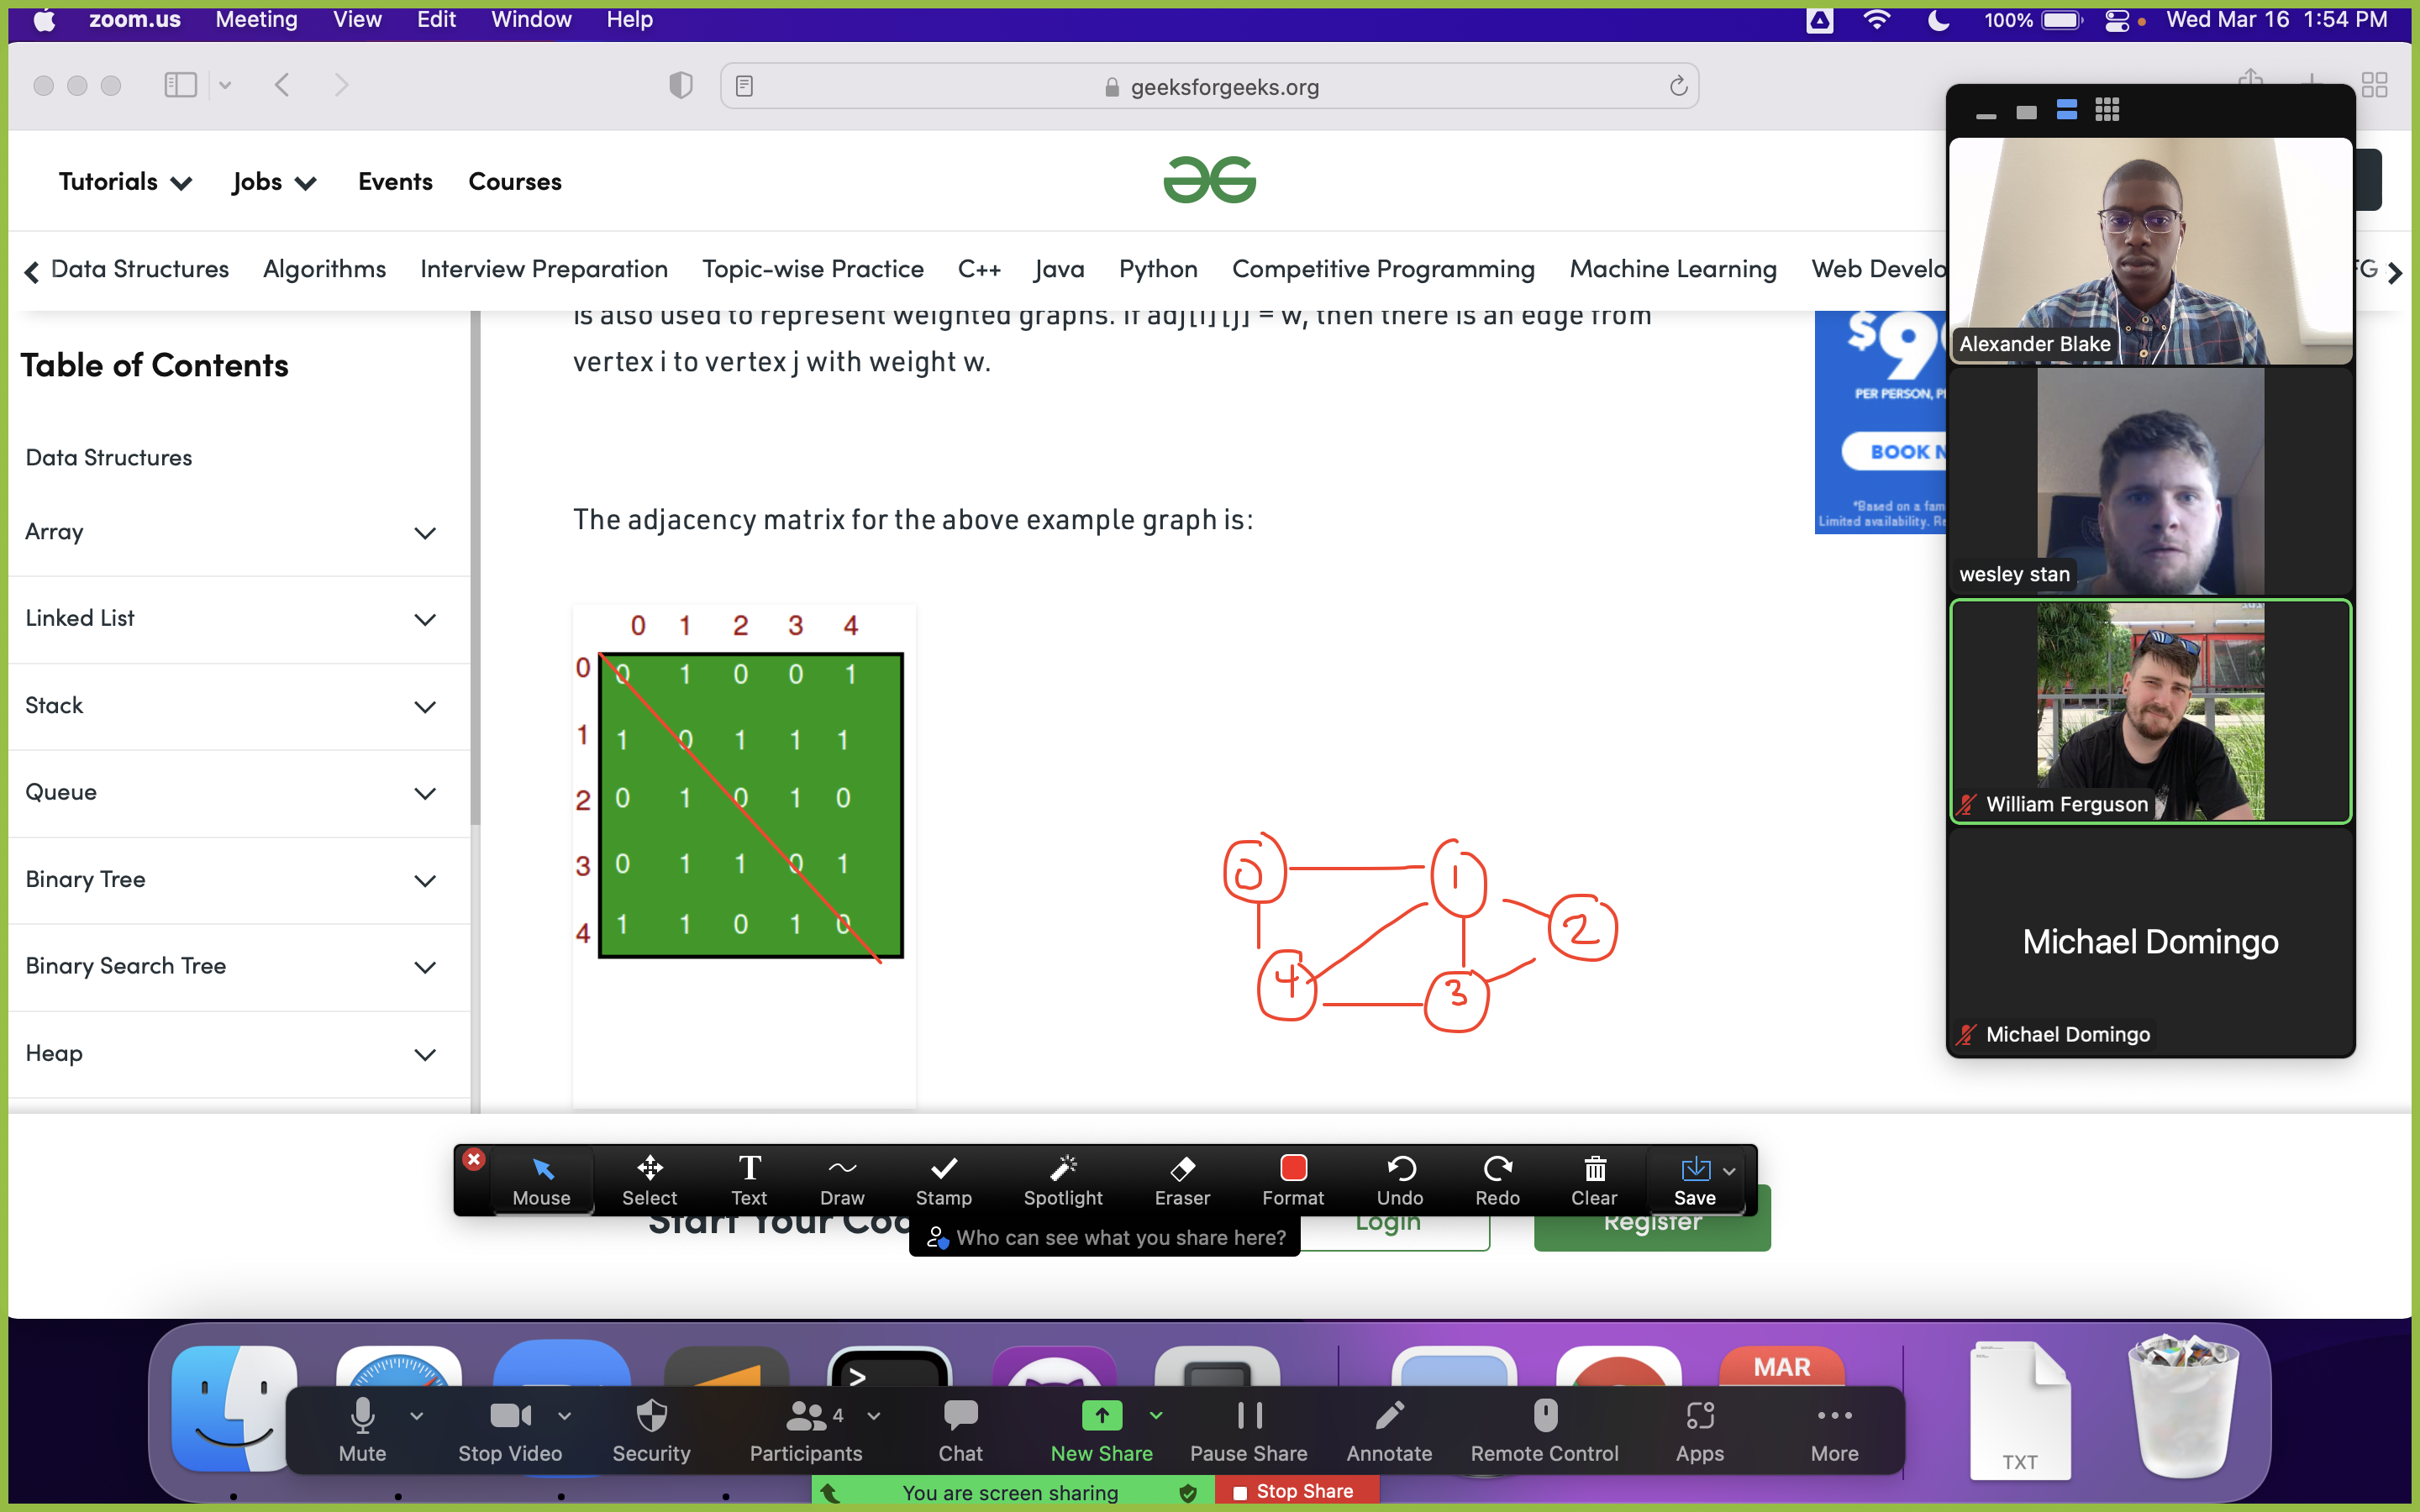 zoom.us Meeting View Edit Window Help 100% Wed Mar 16 1:54 PM
geeksforgeeks.org
Tutorials Jobs Events Courses
Data Structures Algorithms Interview Preparation Topic-wise Practice C++ Java Python Competitive Programming Machine Learning Web Develo FG
Table of Contents
Data Structures
Array
Linked List
Stack
Queue
Binary Tree
Binary Search Tree
Heap
is also used to represent weighted graphs. If adj[i][j] = w, then there is an edge from
vertex i to vertex j with weight w.
The adjacency matrix for the above example graph is:
0 1 2 3 4
0 0 1 0 0 1
1 1 0 1 1 1
2 0 1 0 1 0
3 0 1 1 0 1
4 1 1 0 1 0
0 1
2
4 3
$9
PER PERSON, P
BOOK N
*Based on a fam
Limited availability. Re
Alexander Blake
wesley stan
William Ferguson
Michael Domingo
Michael Domingo
Mouse Select Text Draw Stamp Spotlight Eraser Format Undo Redo Clear Save
Start Your Co Login Register
Who can see what you share here?
MAR
TXT
4
Mute Stop Video Security Participants Chat New Share Pause Share Annotate Remote Control Apps More
You are screen sharing Stop Share